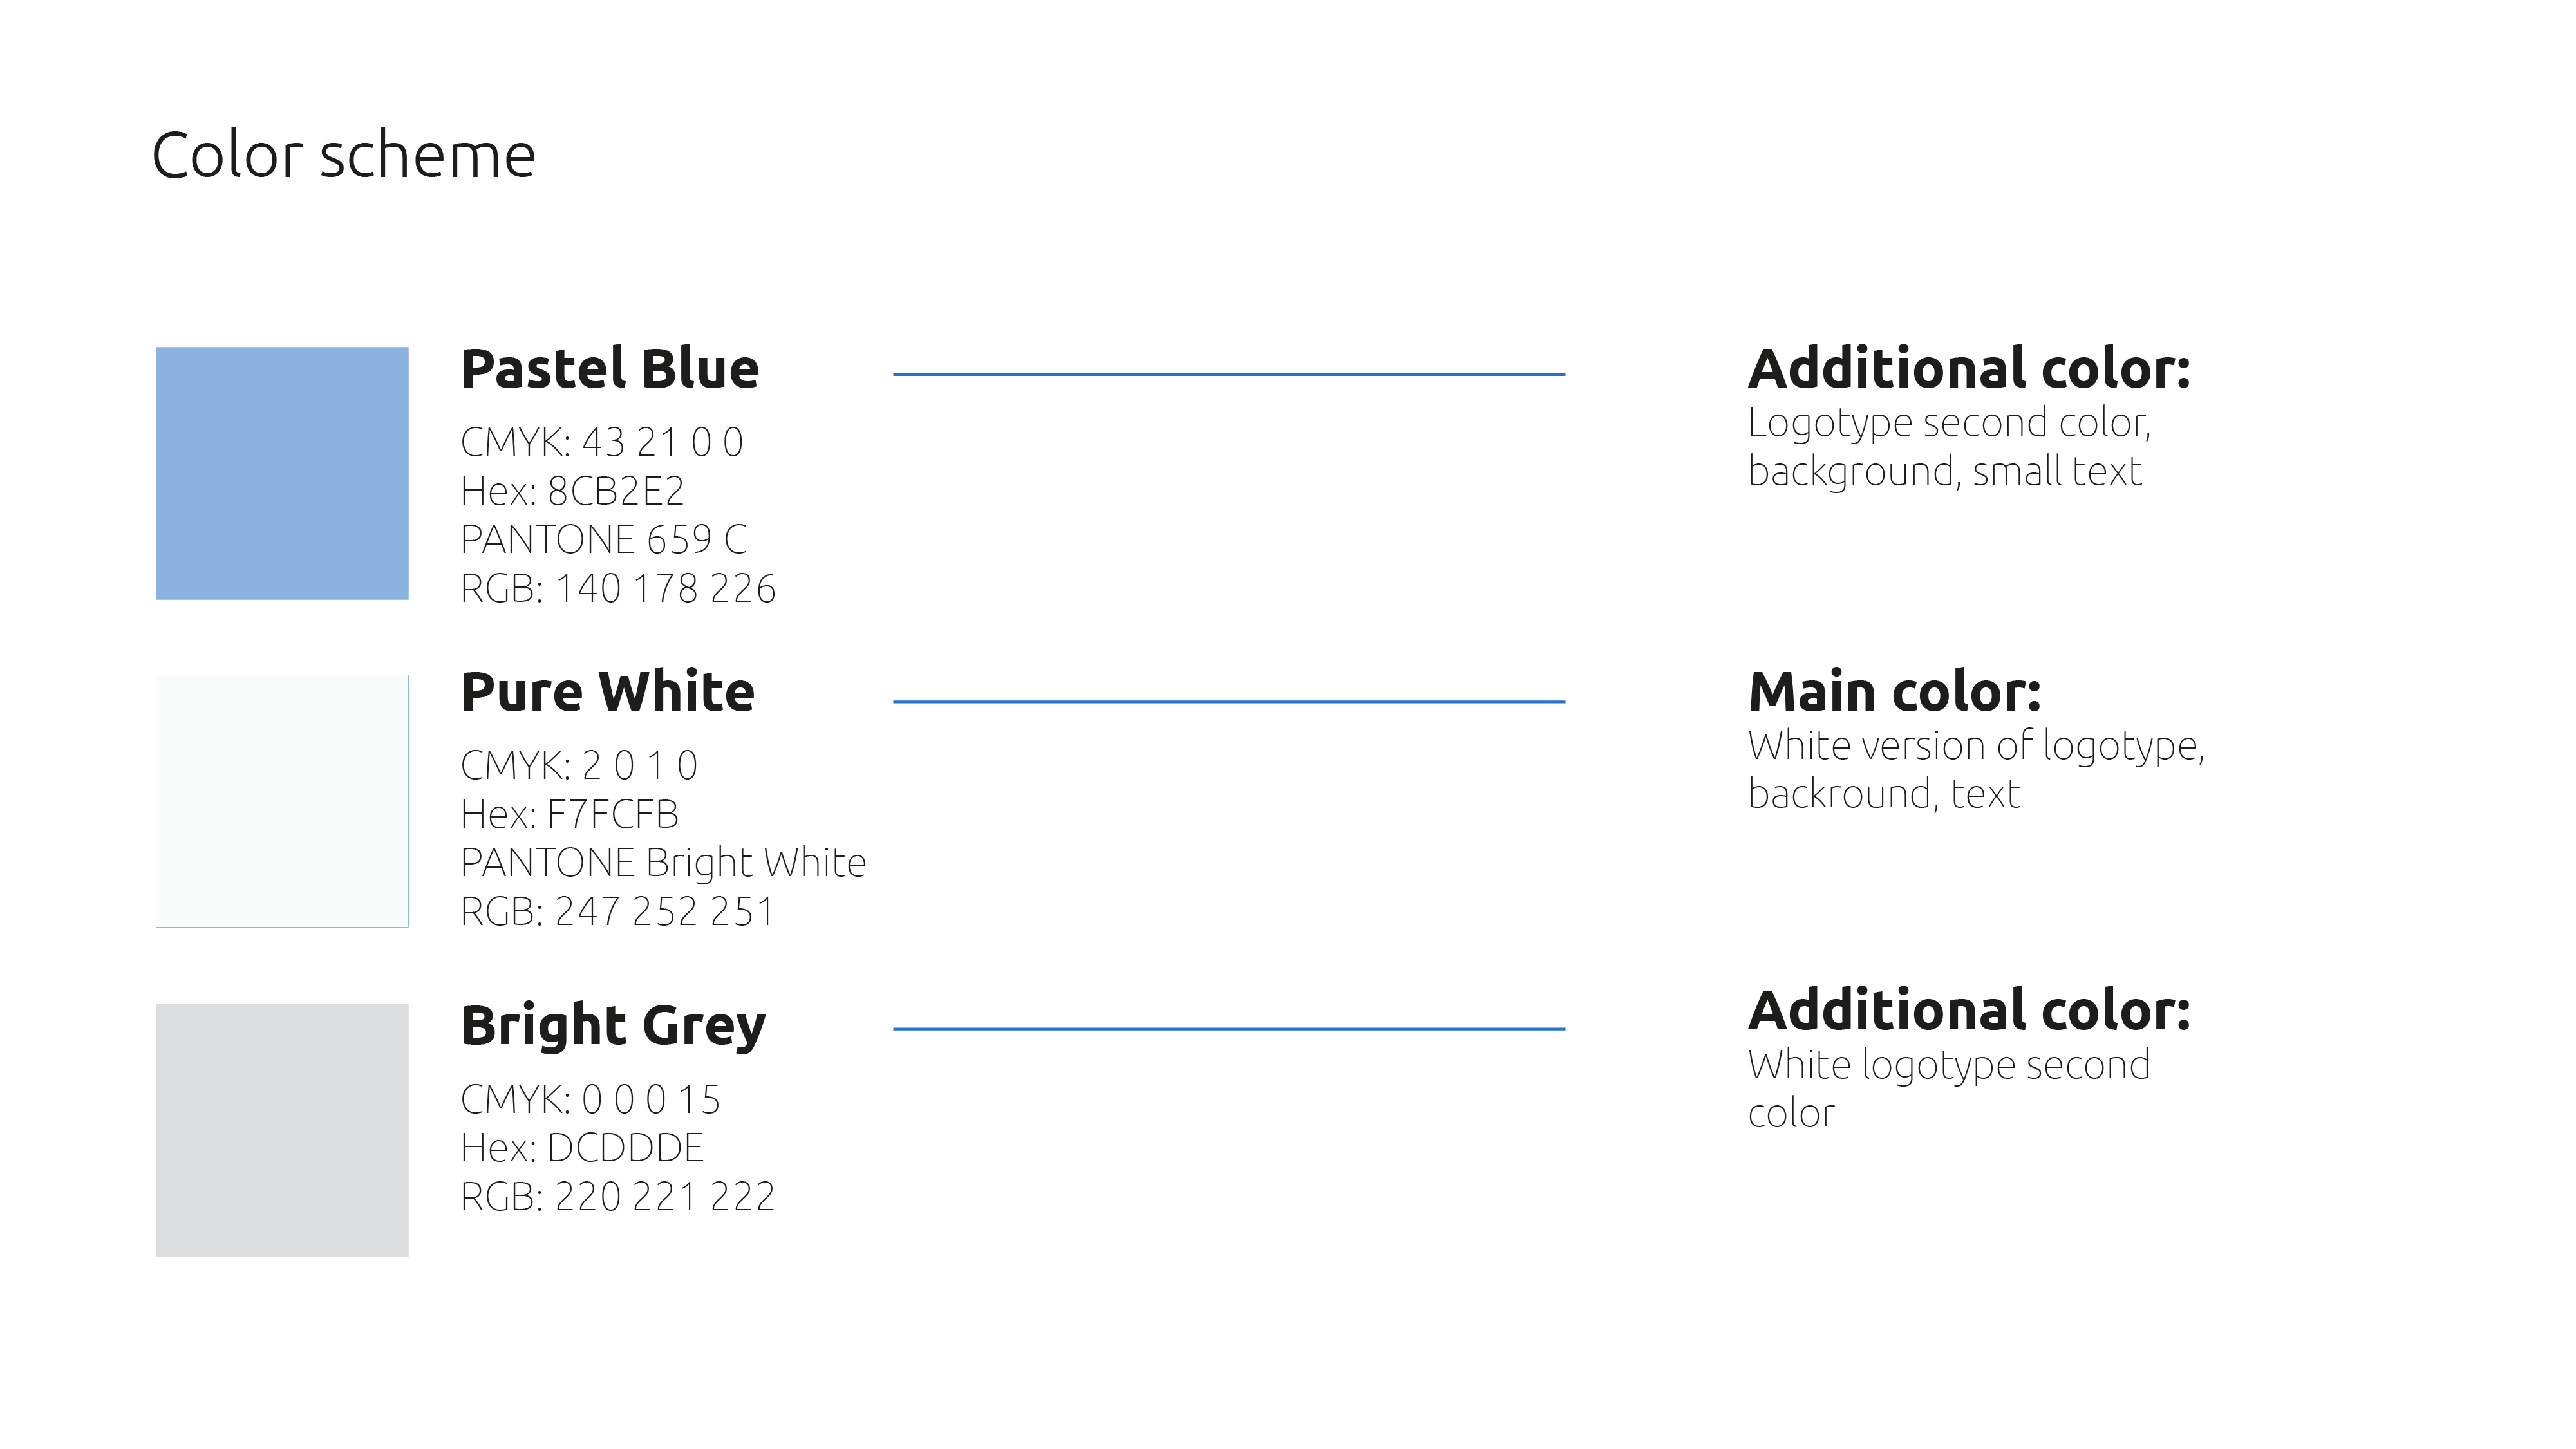 Color scheme
Pastel Blue
CMYK: 43 21 0 0
Hex: 8CB2E2
PANTONE 659 C
RGB: 140 178 226
Additional color:
Logotype second color,
background, small text
Pure White
CMYK: 2 0 1 0
Hex: F7FCFB
PANTONE Bright White
RGB: 247 252 251
Main color:
White version of logotype,
backround, text
Bright Grey
CMYK: 0 0 0 15
Hex: DCDDDE
RGB: 220 221 222
Additional color:
White logotype second
color